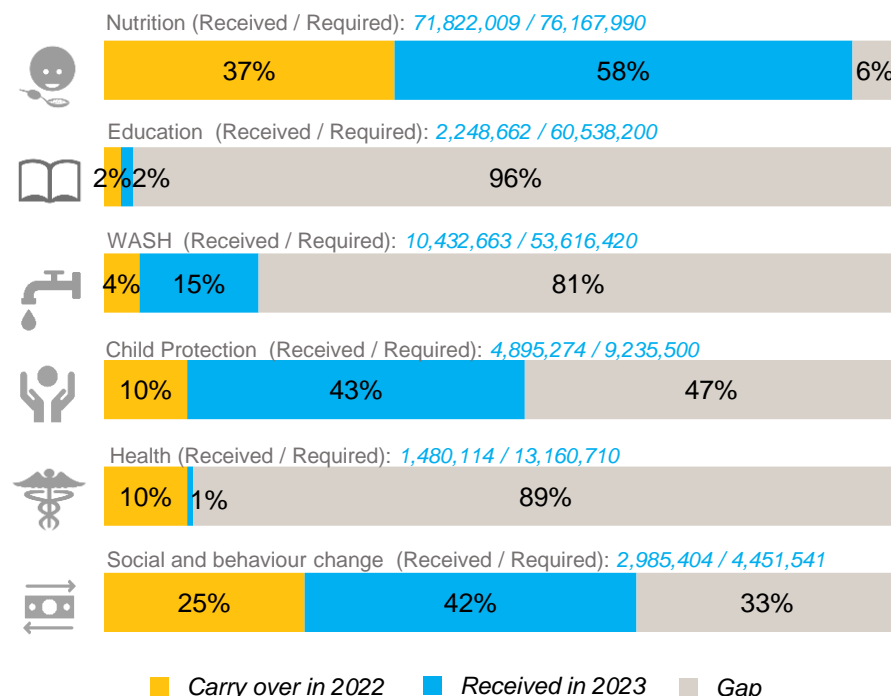 Nutrition (Received / Required): 71,822,009 / 76,167,990
37% 58% 6%
Education (Received / Required): 2,248,662 / 60,538,200
2% 2% 96%
WASH (Received / Required): 10,432,663 / 53,616,420
4% 15% 81%
Child Protection (Received / Required): 4,895,274 / 9,235,500
10% 43% 47%
Health (Received / Required): 1,480,114 / 13,160,710
10% 1% 89%
Social and behaviour change (Received / Required): 2,985,404 / 4,451,541
25% 42% 33%
Carry over in 2022 Received in 2023 Gap